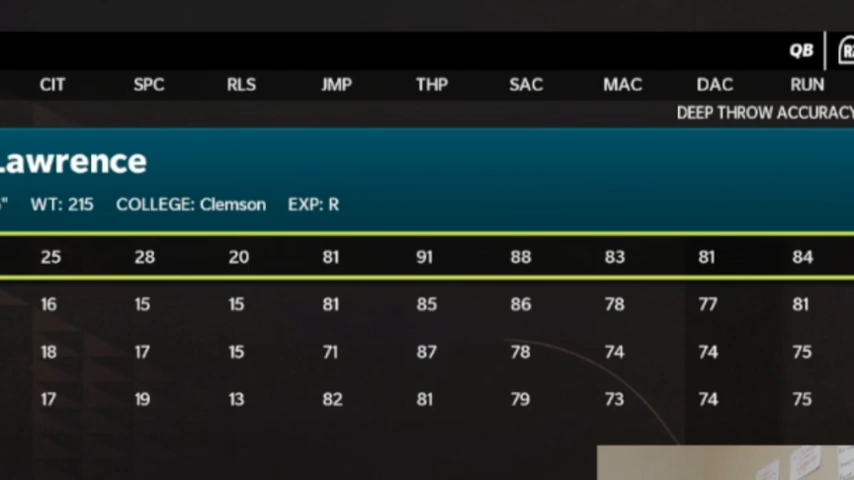 QB
CIT SPC RLS JMP THP SAC MAC DAC RUN
DEEP THROW ACCURACY
Lawrence
WT: 215 COLLEGE: Clemson EXP: R
25 28 20 81 91 88 83 81 84
16 15 15 81 85 86 78 77 81
18 17 15 71 87 78 74 74 75
17 19 13 82 81 79 73 74 75